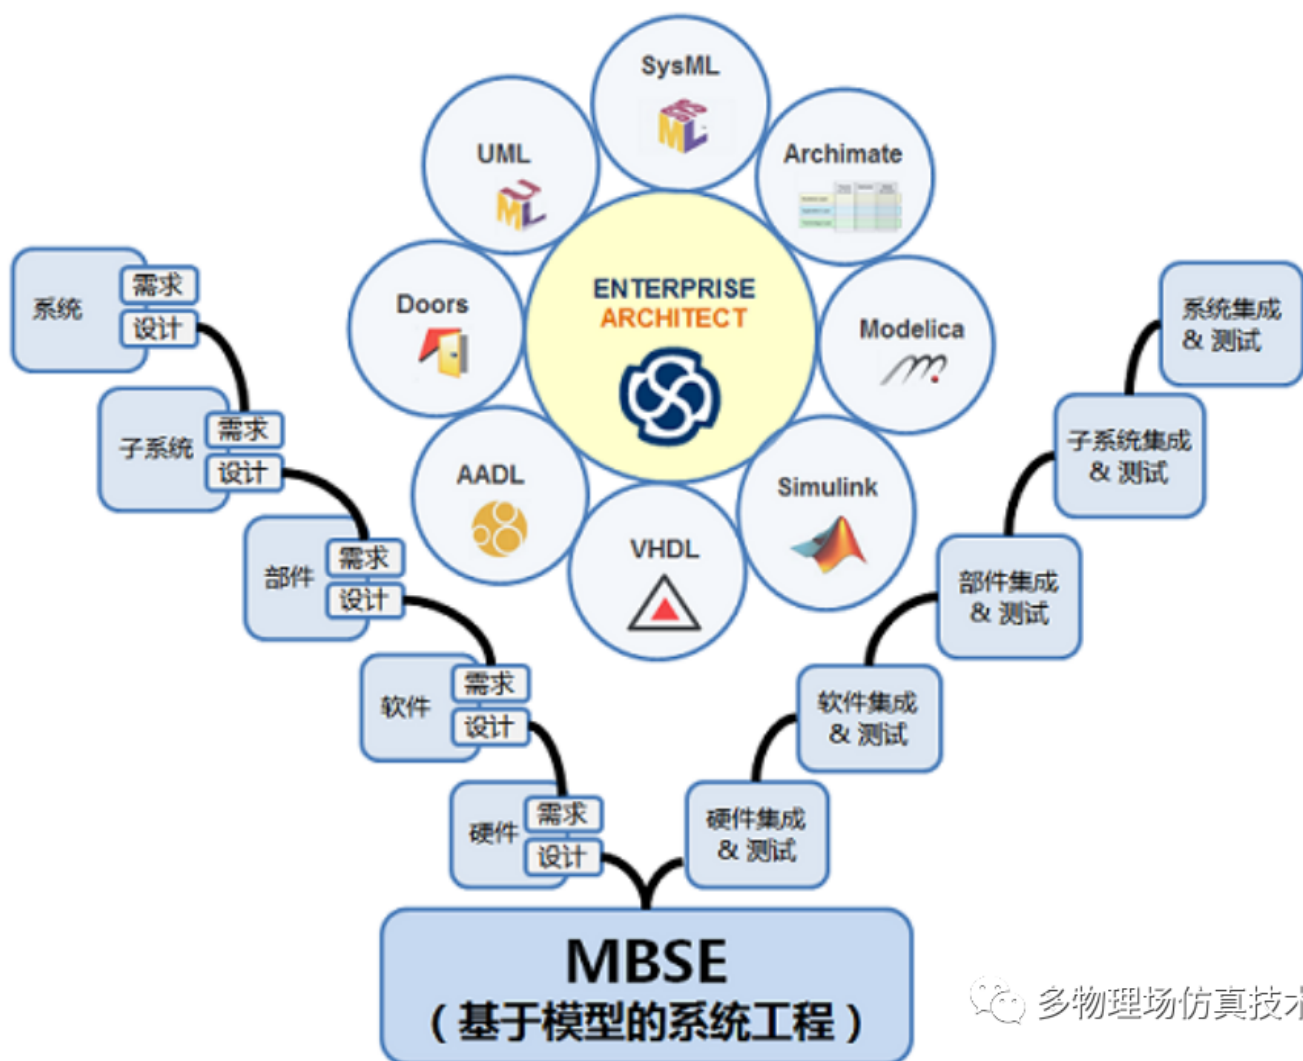 SysML
UML
Archimate
Doors
ENTERPRISE
ARCHITECT
Modelica
AADL
VHDL
Simulink
系统
需求
设计
子系统
需求
设计
部件
需求
设计
软件
需求
设计
硬件
需求
设计
系统集成
& 测试
子系统集成
& 测试
部件集成
& 测试
软件集成
& 测试
硬件集成
& 测试
MBSE
（基于模型的系统工程）
多物理场仿真技术